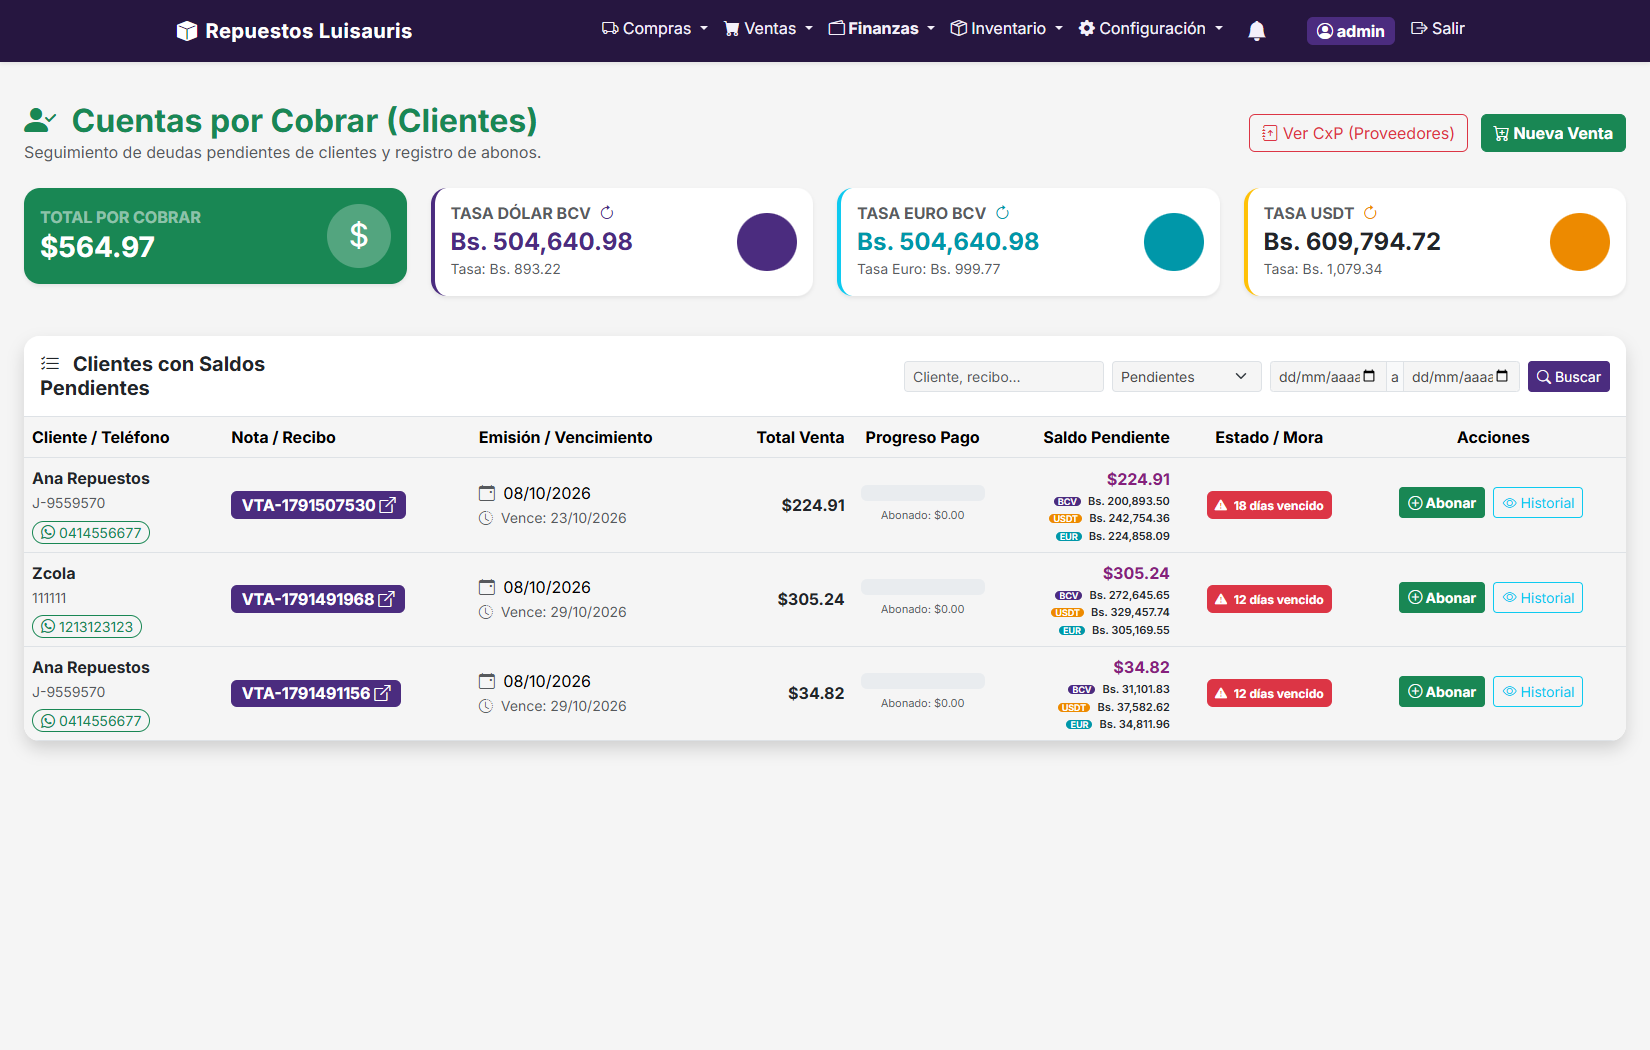 Repuestos Luisauris
Compras
Ventas
Finanzas
Inventario
Configuración
admin
Salir
Cuentas por Cobrar (Clientes)
Seguimiento de deudas pendientes de clientes y registro de abonos.
Ver CxP (Proveedores)
Nueva Venta
TOTAL POR COBRAR
$564.97
$
TASA DÓLAR BCV
Bs. 504,640.98
Tasa: Bs. 893.22
TASA EURO BCV
Bs. 504,640.98
Tasa Euro: Bs. 999.77
TASA USDT
Bs. 609,794.72
Tasa: Bs. 1,079.34
Clientes con Saldos
Pendientes
Cliente, recibo...
Pendientes
dd/mm/aaaa
a
dd/mm/aaaa
Buscar
Cliente / Teléfono
Nota / Recibo
Emisión / Vencimiento
Total Venta
Progreso Pago
Saldo Pendiente
Estado / Mora
Acciones
Ana Repuestos
J-9559570
0414556677
VTA-1791507530
08/10/2026
Vence: 23/10/2026
$224.91
Abonado: $0.00
$224.91
BCV Bs. 200,893.50
USDT Bs. 242,754.36
EUR Bs. 224,858.09
18 días vencido
Abonar
Historial
Zcola
111111
1213123123
VTA-1791491968
08/10/2026
Vence: 29/10/2026
$305.24
Abonado: $0.00
$305.24
BCV Bs. 272,645.65
USDT Bs. 329,457.74
EUR Bs. 305,169.55
12 días vencido
Abonar
Historial
Ana Repuestos
J-9559570
0414556677
VTA-1791491156
08/10/2026
Vence: 29/10/2026
$34.82
Abonado: $0.00
$34.82
BCV Bs. 31,101.83
USDT Bs. 37,582.62
EUR Bs. 34,811.96
12 días vencido
Abonar
Historial